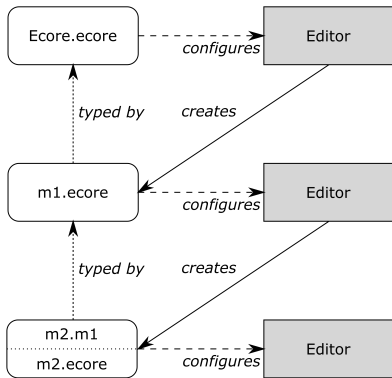 Ecore.ecore
Editor
configures
typed by
creates
m1.ecore
Editor
configures
typed by
creates
m2.m1
m2.ecore
Editor
configures